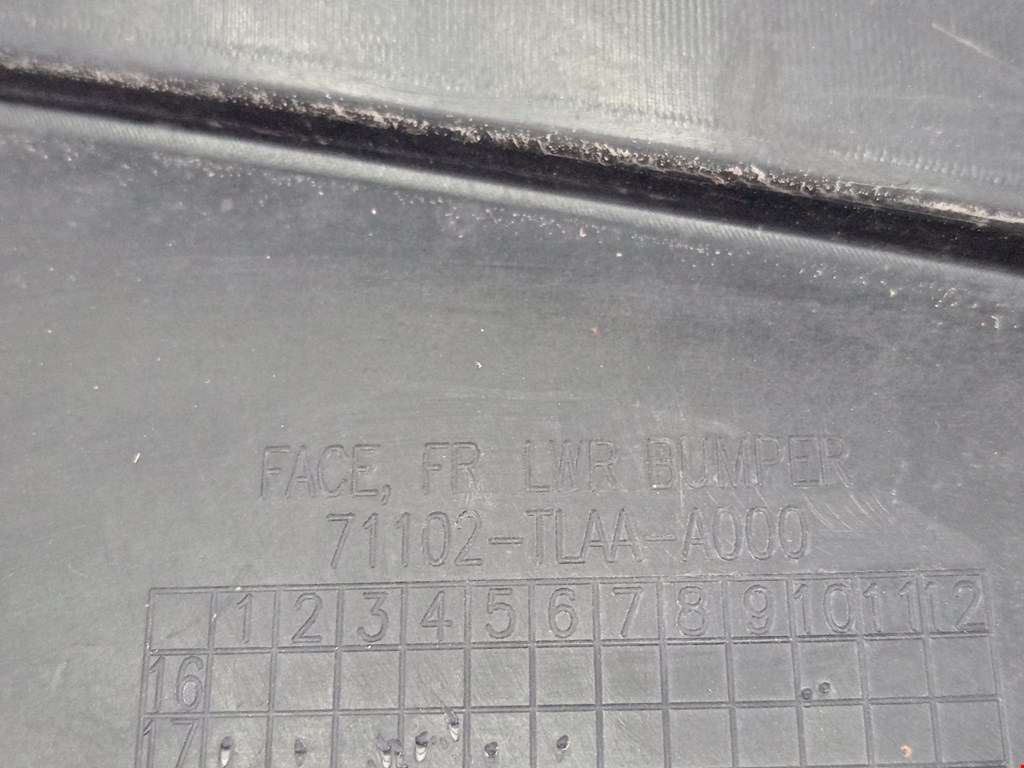 FACE, FR LWR BUMPER
71102-TLAA-A000
1 2 3 4 5 6 7 8 9 10 11 12
16
17